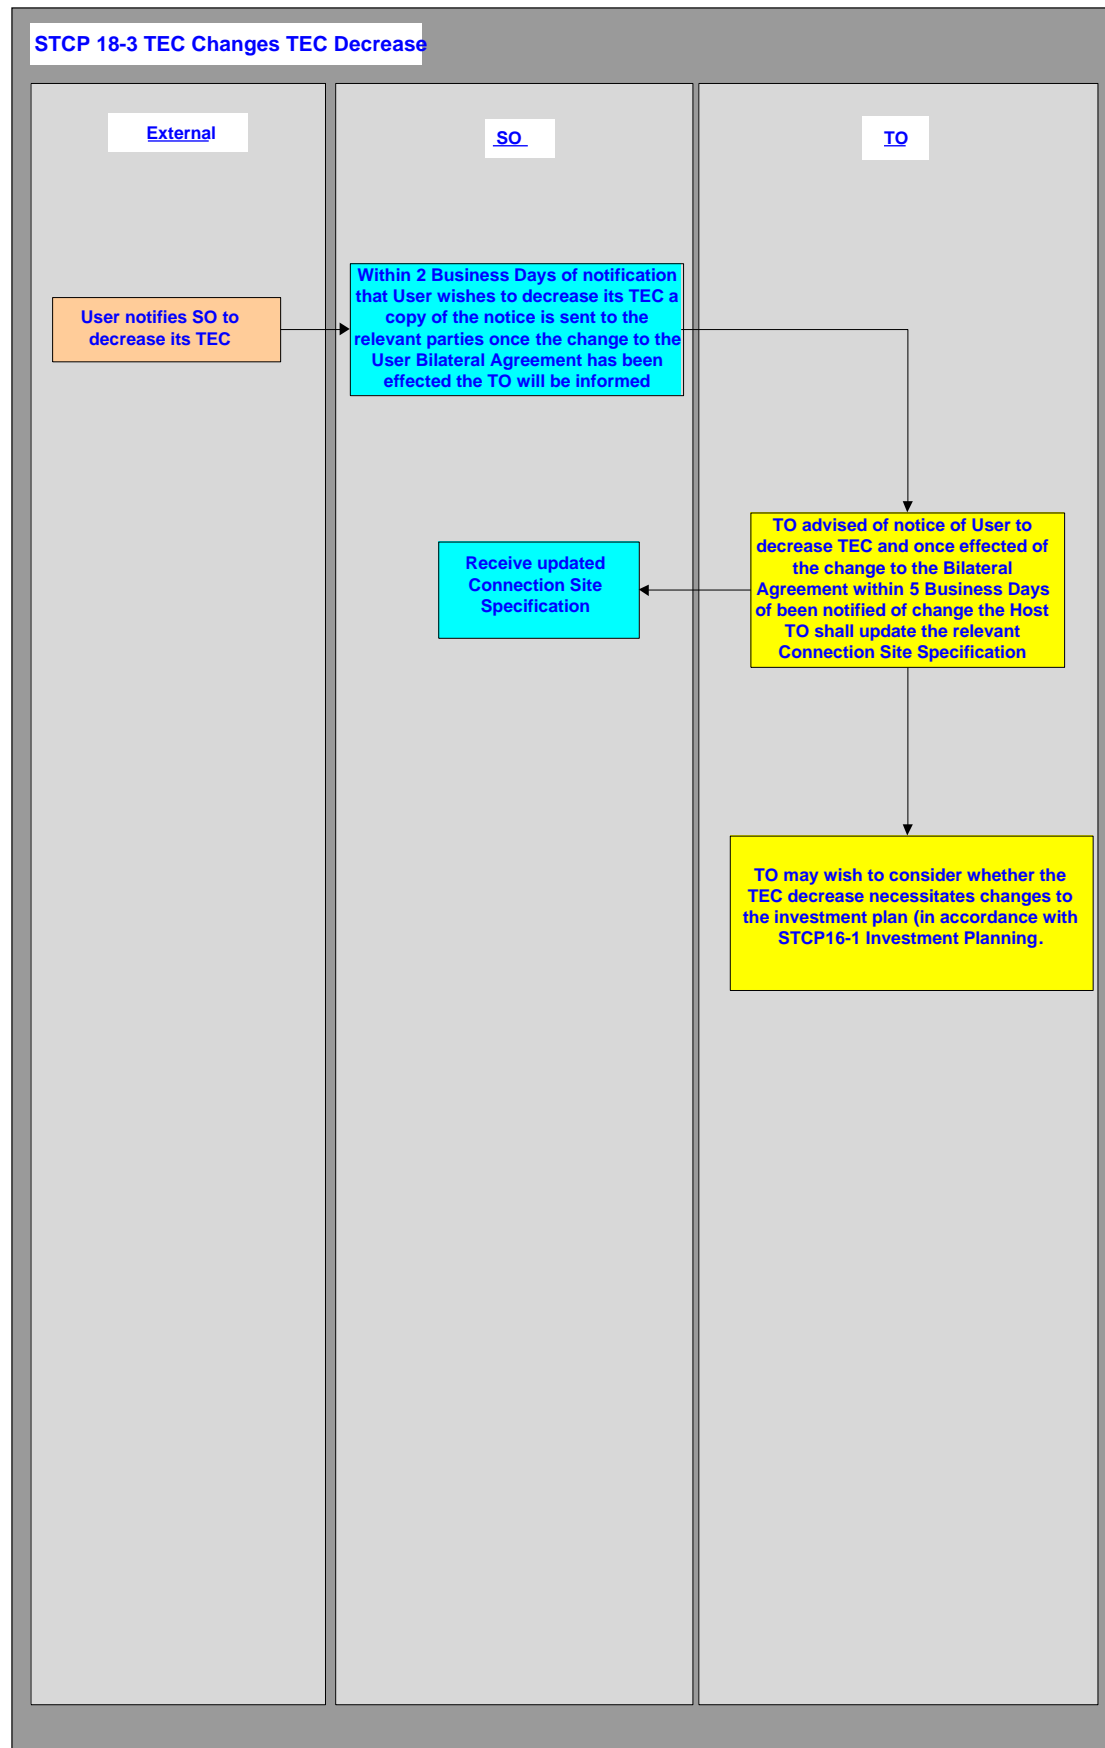 STCP 18-3 TEC Changes TEC Decrease
External
SO
TO
User notifies SO to
decrease its TEC
Within 2 Business Days of notification
that User wishes to decrease its TEC a
copy of the notice is sent to the
relevant parties once the change to the
User Bilateral Agreement has been
effected the TO will be informed
TO advised of notice of User to
decrease TEC and once effected of
the change to the Bilateral
Agreement within 5 Business Days
of been notified of change the Host
TO shall update the relevant
Connection Site Specification
Receive updated
Connection Site
Specification
TO may wish to consider whether the
TEC decrease necessitates changes to
the investment plan (in accordance with
STCP16-1 Investment Planning.